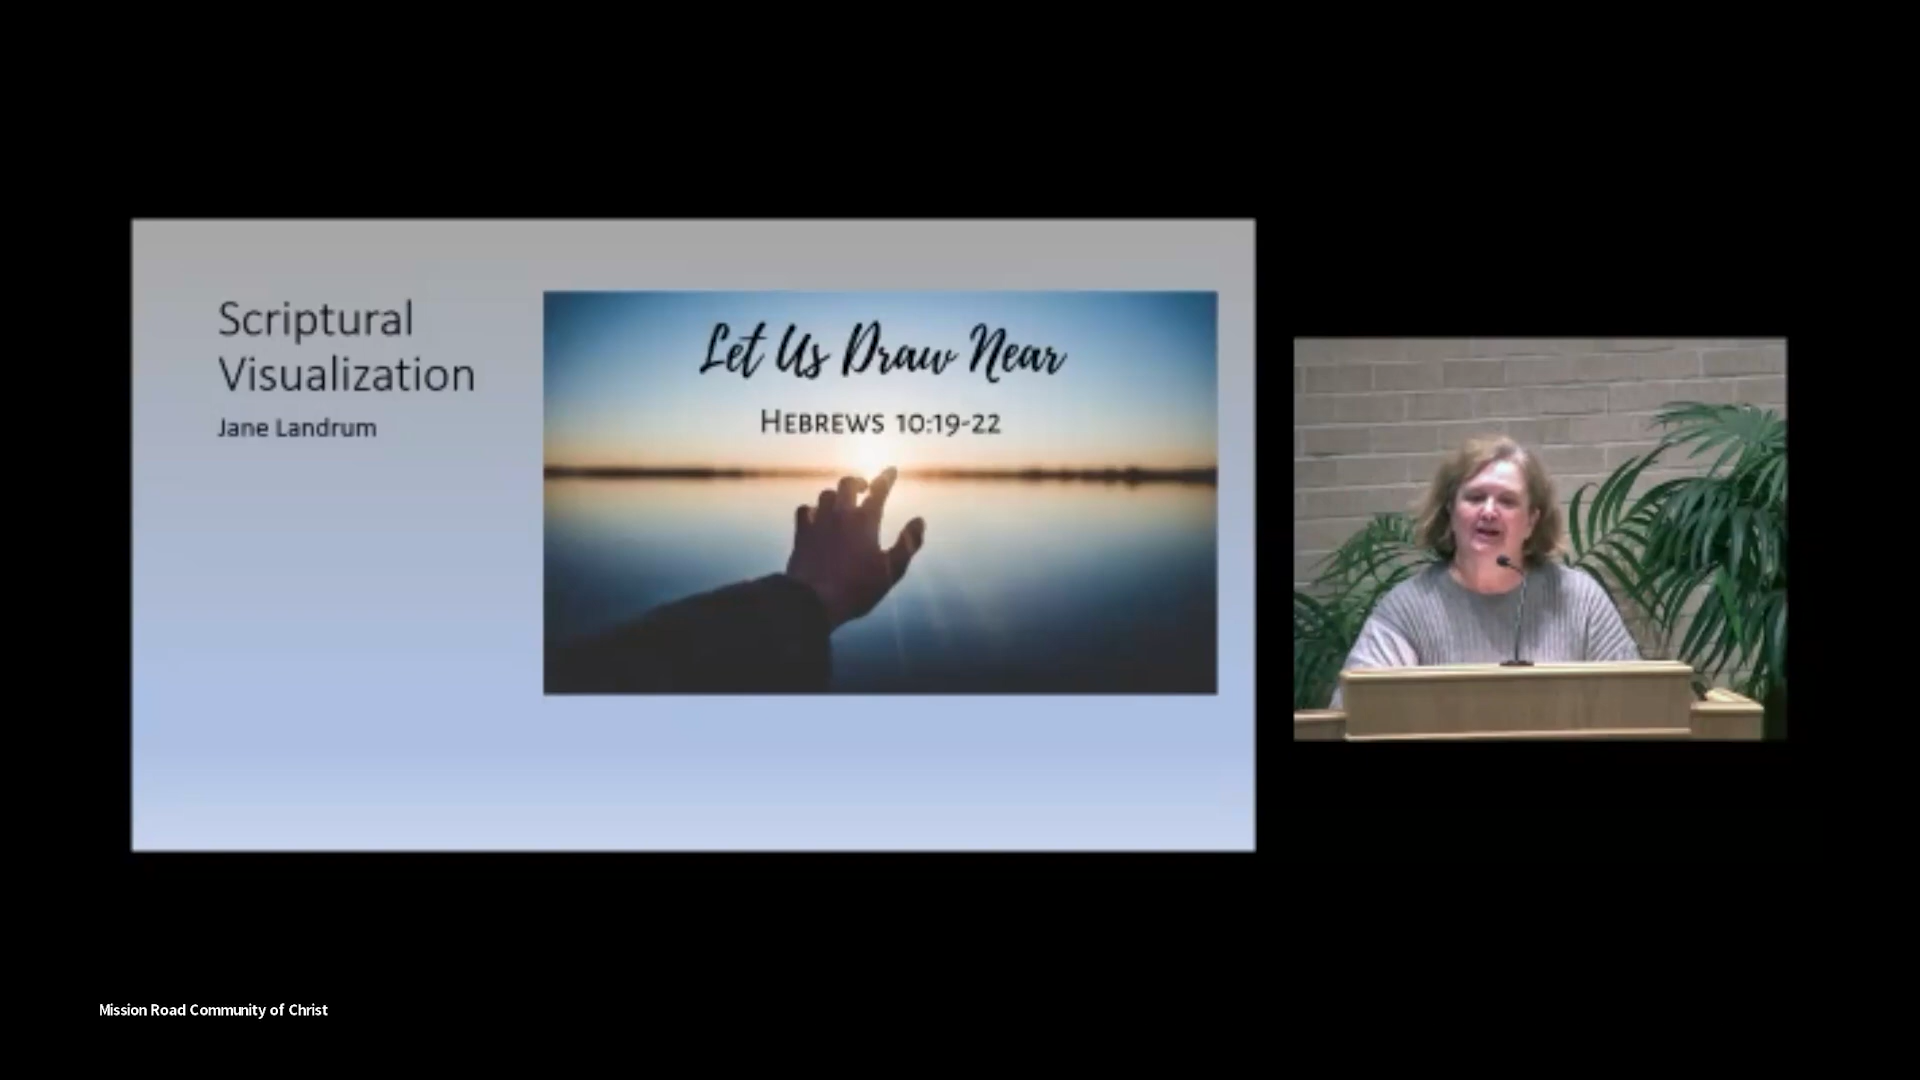 Scriptural
Visualization
Jane Landrum
Let Us Draw Near
HEBREWS 10:19-22
Mission Road Community of Christ